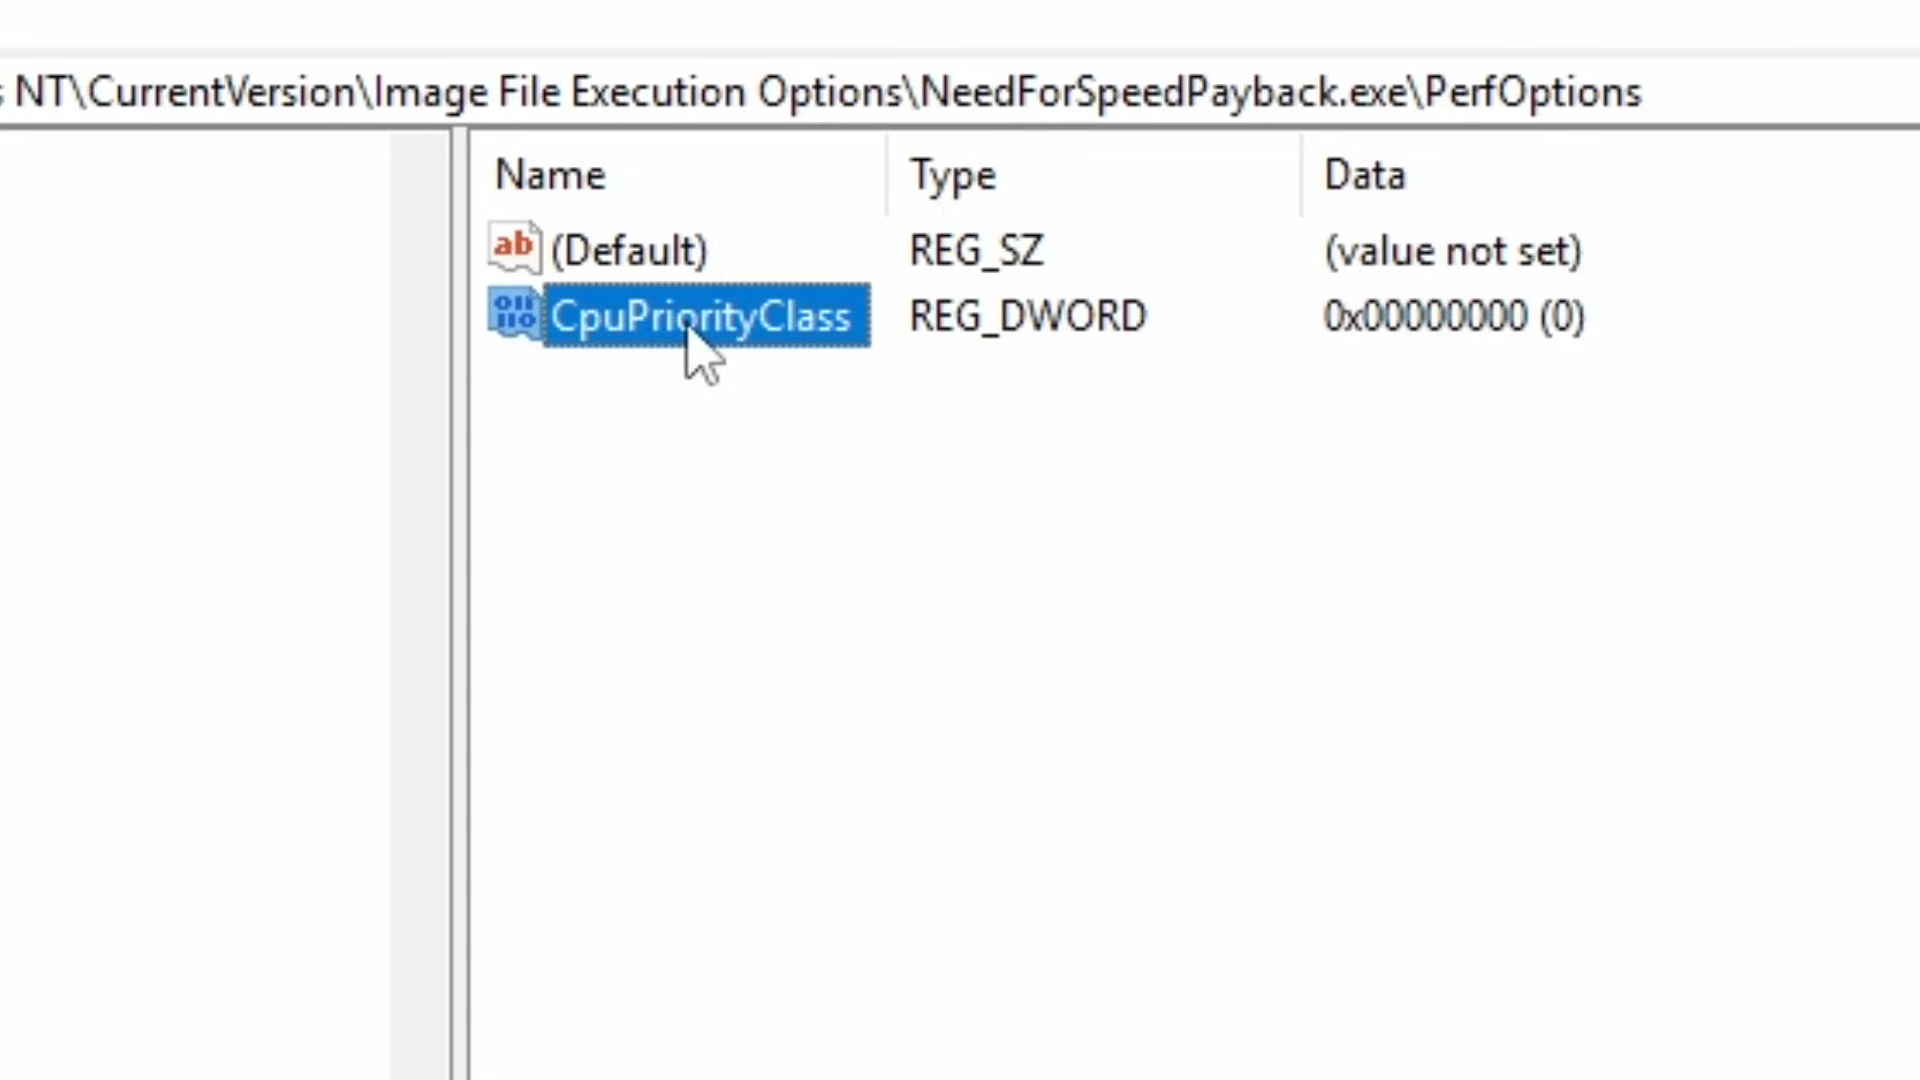 NT\CurrentVersion\Image File Execution Options\NeedForSpeedPayback.exe\PerfOptions
Name Type Data
ab (Default) REG_SZ (value not set)
CpuPriorityClass REG_DWORD 0x00000000 (0)